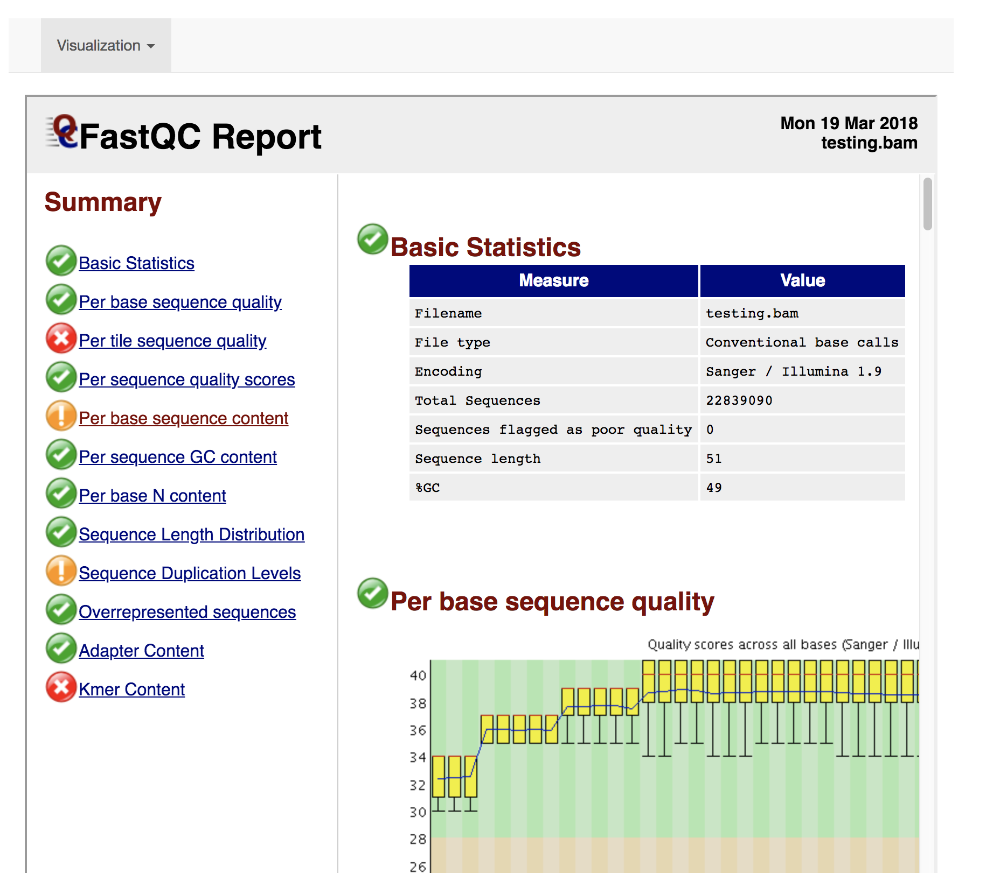 Visualization
FastQC Report
Mon 19 Mar 2018
testing.bam
Summary
Basic Statistics
Per base sequence quality
Per tile sequence quality
Per sequence quality scores
Per base sequence content
Per sequence GC content
Per base N content
Sequence Length Distribution
Sequence Duplication Levels
Overrepresented sequences
Adapter Content
Kmer Content
Basic Statistics
Measure Value
Filename testing.bam
File type Conventional base calls
Encoding Sanger / Illumina 1.9
Total Sequences 22839090
Sequences flagged as poor quality 0
Sequence length 51
%GC 49
Per base sequence quality
Quality scores across all bases (Sanger / Illu
40
38
36
34
32
30
28
26